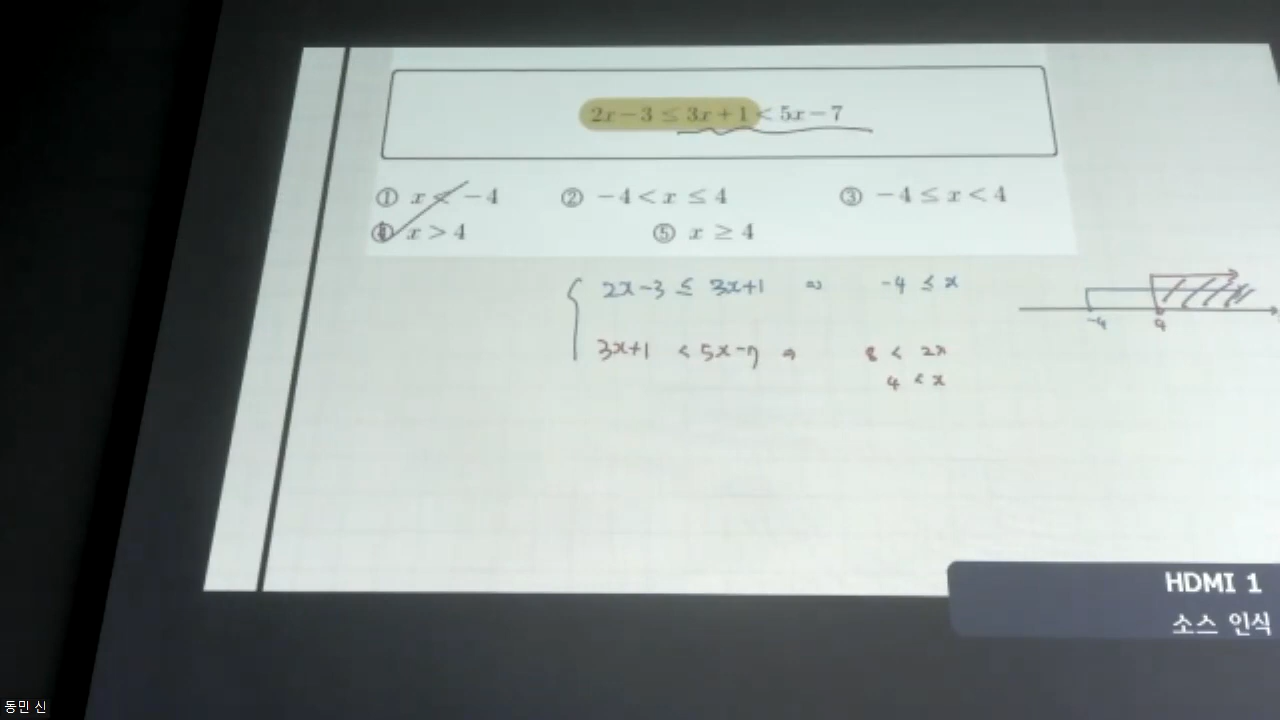 2x-3 ≤ 3x+1 < 5x-7
① x < -4 ② -4 < x ≤ 4 ③ -4 ≤ x < 4
④ x > 4 ⑤ x ≥ 4
2x-3 ≤ 3x+1 ⇒ -4 ≤ x
-4 4
3x+1 < 5x-7 ⇒ 8 < 2x
4 < x
HDMI 1
소스 인식
동민 신